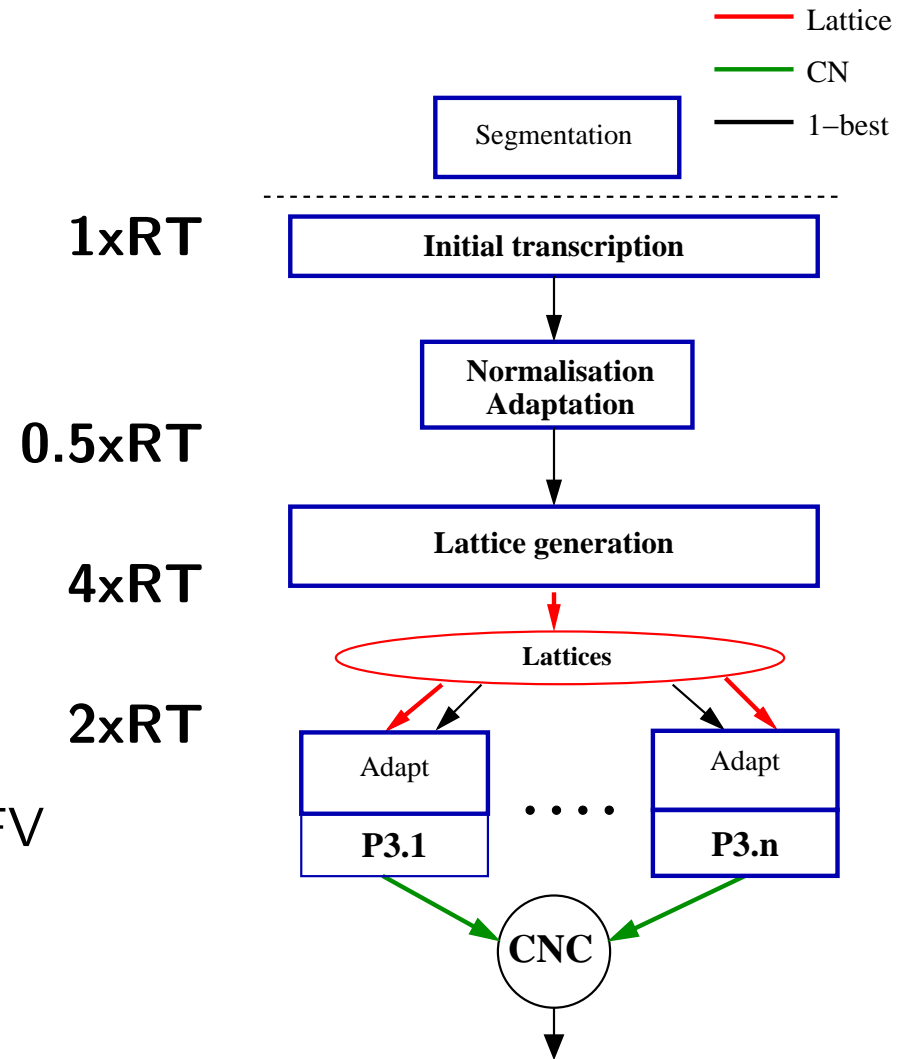 Lattice
CN
1−best
Segmentation
1xRT
Initial transcription
Normalisation
Adaptation
0.5xRT
Lattice generation
4xRT
Lattices
2xRT
Adapt
Adapt
FV
P3.1
P3.n
CNC